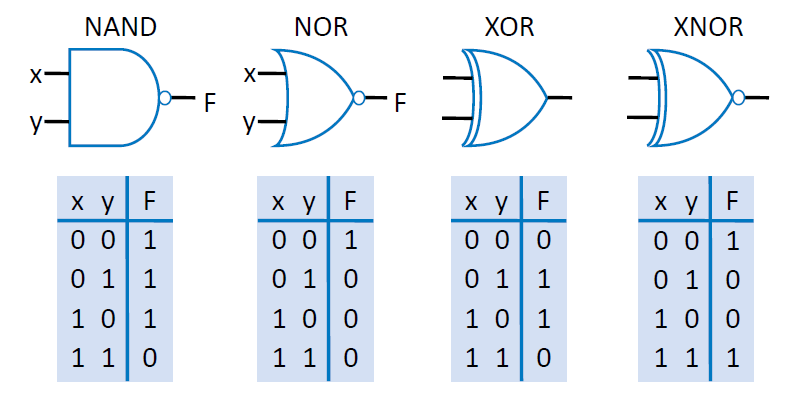 NAND NOR XOR XNOR
x x
F F
y y
x y F x y F x y F x y F
0 0 1 0 0 1 0 0 0 0 0 1
0 1 1 0 1 0 0 1 1 0 1 0
1 0 1 1 0 0 1 0 1 1 0 0
1 1 0 1 1 0 1 1 0 1 1 1